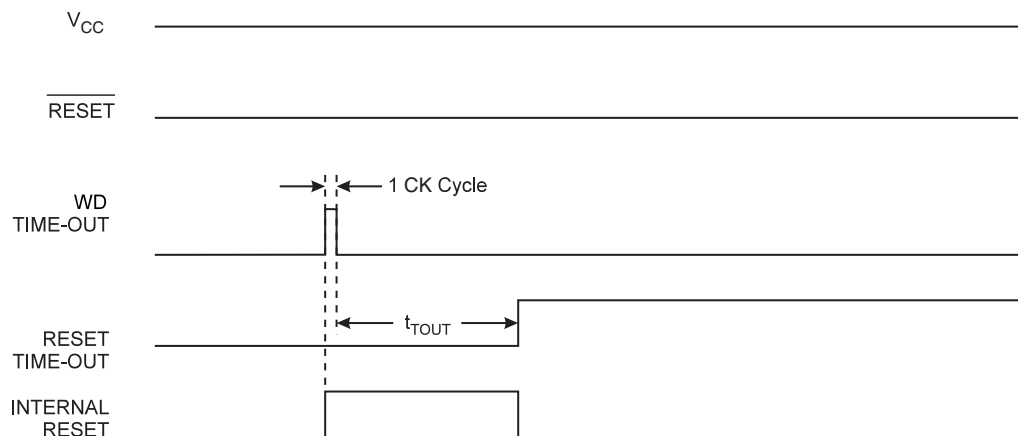 VCC
RESET
1 CK Cycle
WD
TIME-OUT
tTOUT
RESET
TIME-OUT
INTERNAL
RESET